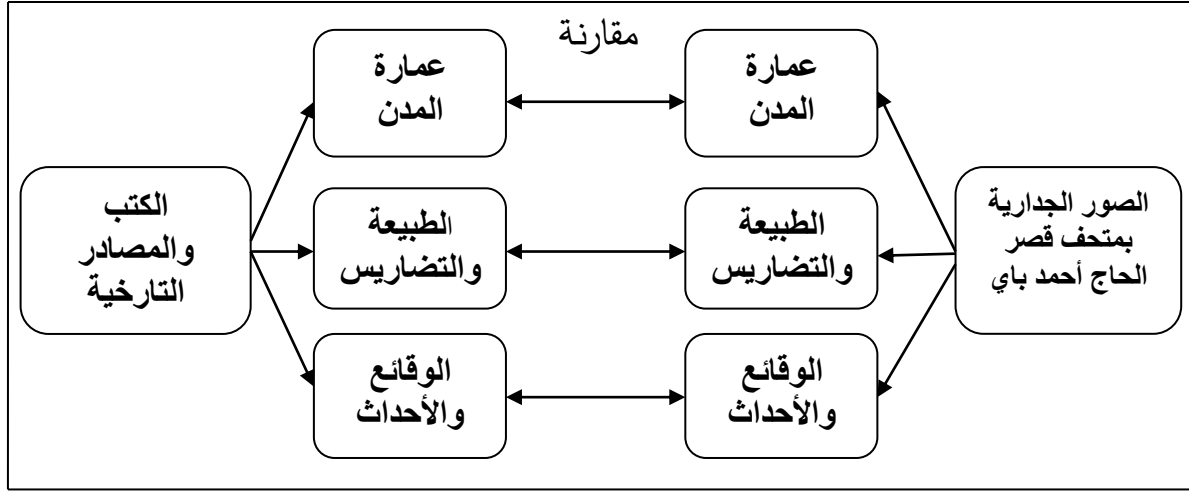 مقارنة
عمارة
المدن
عمارة
المدن
الصور الجدارية
بمتحف قصر
الحاج أحمد باي
الطبيعة
والتضاريس
الطبيعة
والتضاريس
الكتب
والمصادر
التارخية
الوقائع
والأحداث
الوقائع
والأحداث